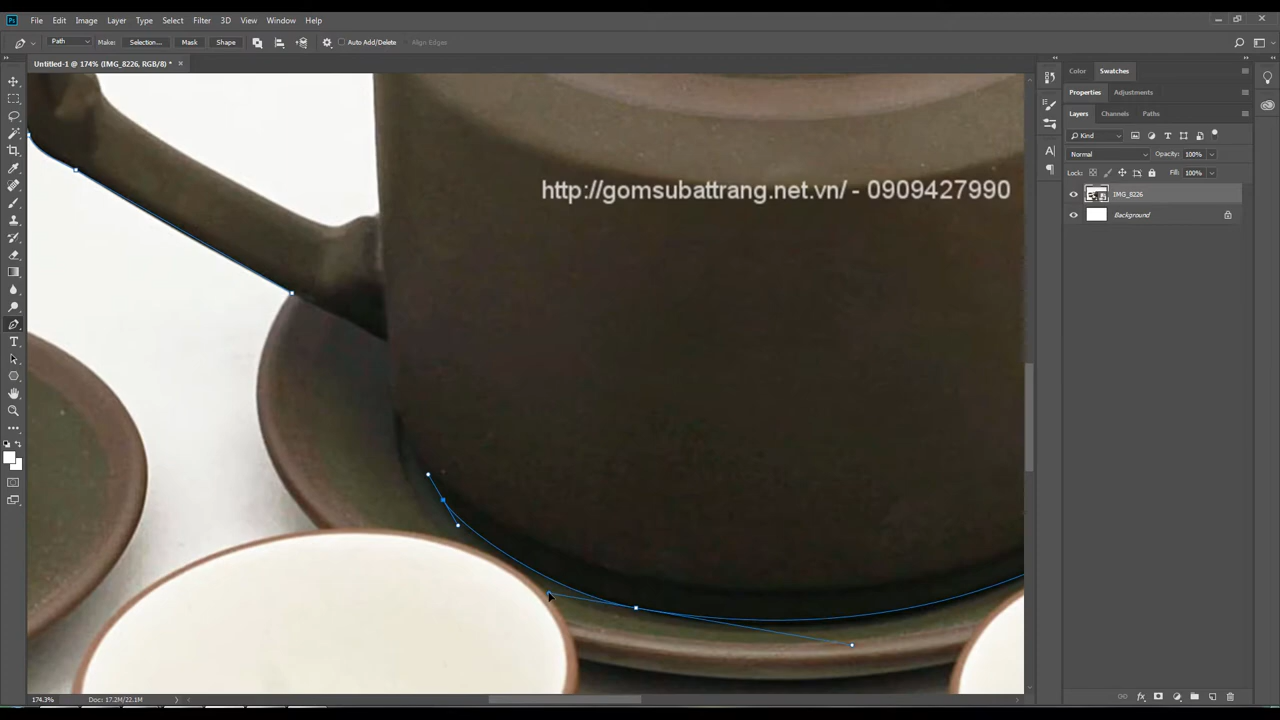 Ps File Edit Image Layer Type Select Filter 3D View Window Help
Path Make: Selection... Mask Shape Auto Add/Delete Align Edges
Untitled-1 @ 174% (IMG_8226, RGB/8) * ×
Color Swatches
Properties Adjustments
Layers Channels Paths
Kind
Normal Opacity: 100%
Lock: Fill: 100%
IMG_8226
Background
http://gomsubattrang.net.vn/ - 0909427990
174.3% Doc: 17.2M/22.1M